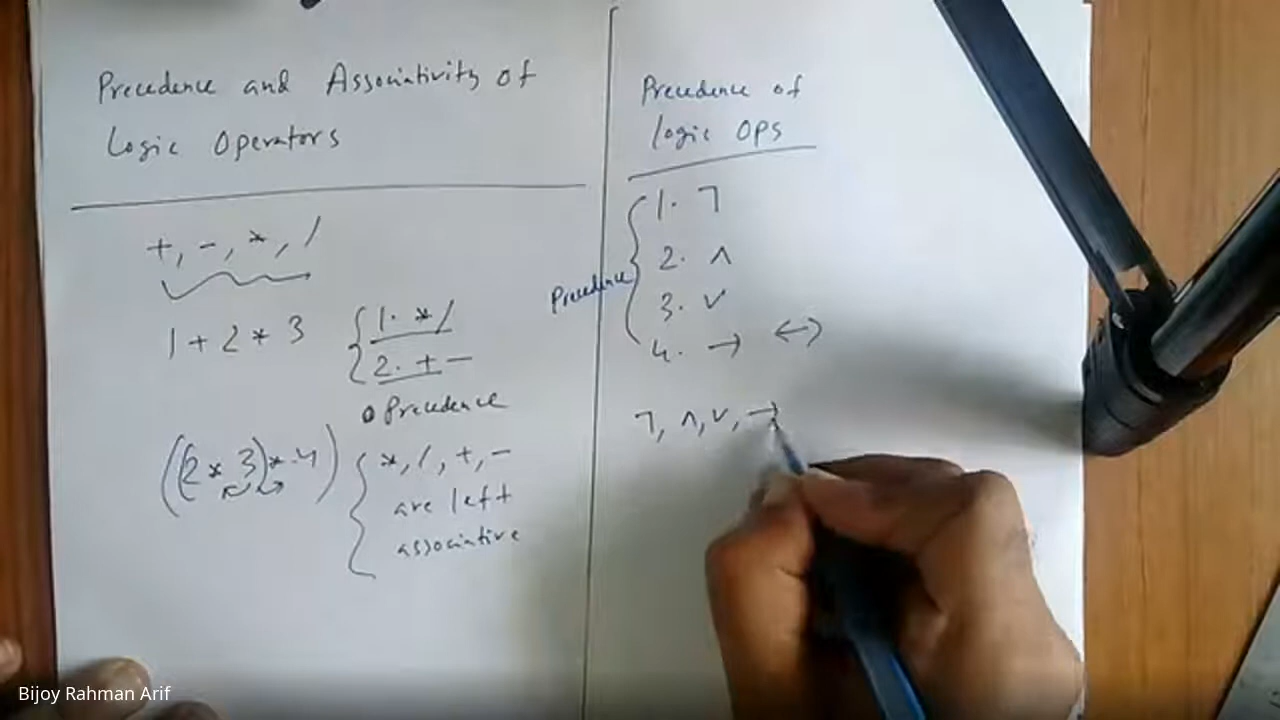 Precedence and Associativity of
Logic Operators
+, -, *, /
1 + 2 * 3
1. * /
2. + -
Precedence
((2 * 3) * 4)
*, /, +, -
are left
associative
Precedence of
logic OPS
Precedence
1. ¬
2. ∧
3. ∨
4. → ↔
¬, ∧, ∨, →
Bijoy Rahman Arif